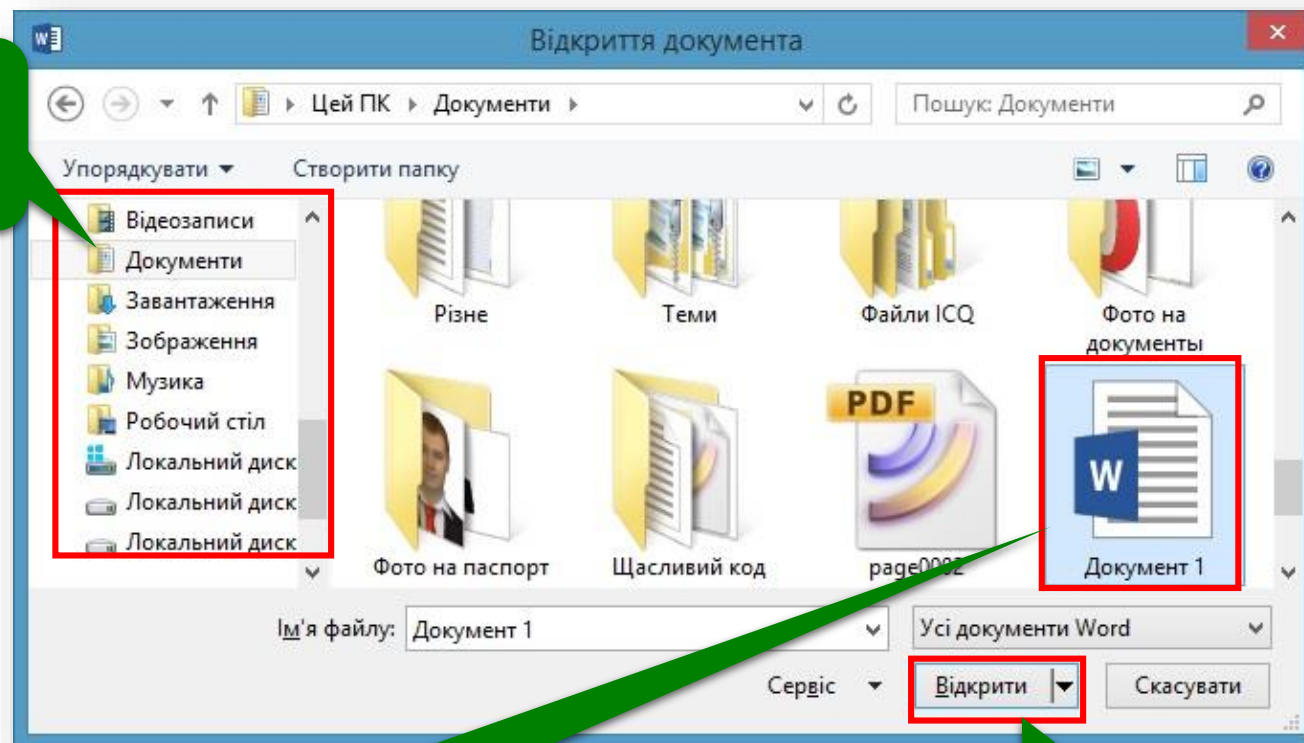 Відкриття документа
Цей ПК Документи
Пошук: Документи
Упорядкувати
Створити папку
Відеозаписи
Документи
Завантаження
Зображення
Музика
Робочий стіл
Локальний диск
Локальний диск
Локальний диск
Різне
Теми
Файли ICQ
Фото на
документы
Фото на паспорт
Щасливий код
PDF
page0002
W
Документ 1
Ім'я файлу: Документ 1
Усі документи Word
Сервіс
Відкрити
Скасувати